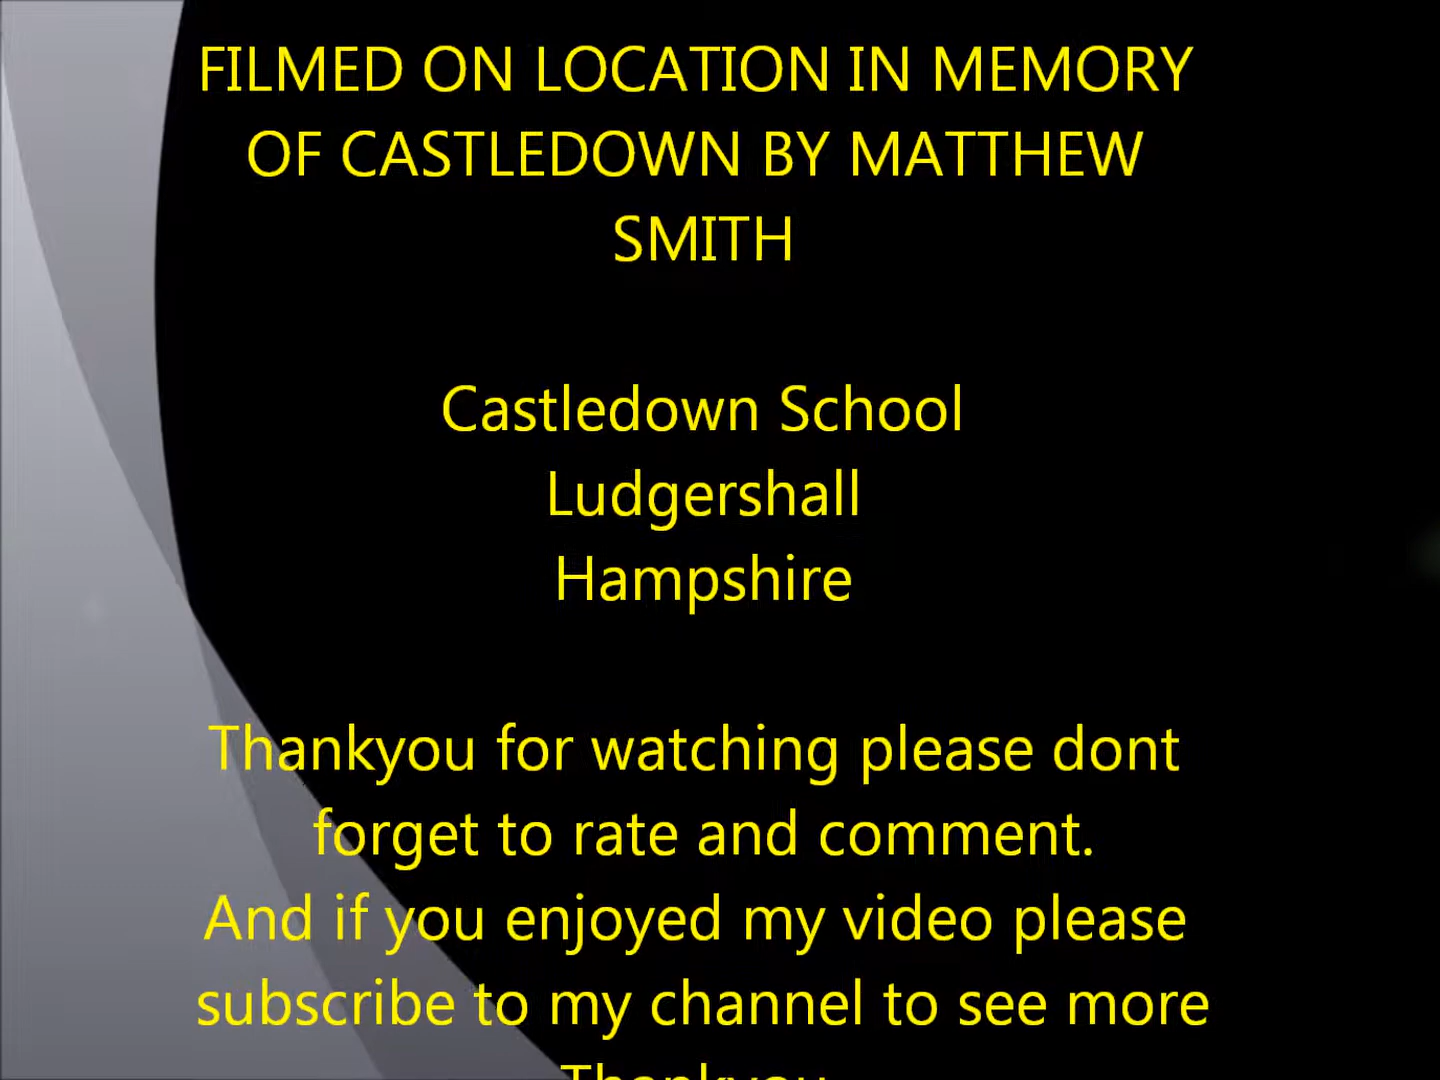 FILMED ON LOCATION IN MEMORY
OF CASTLEDOWN BY MATTHEW
SMITH
Castledown School
Ludgershall
Hampshire
Thankyou for watching please dont
forget to rate and comment.
And if you enjoyed my video please
subscribe to my channel to see more
Thankyou